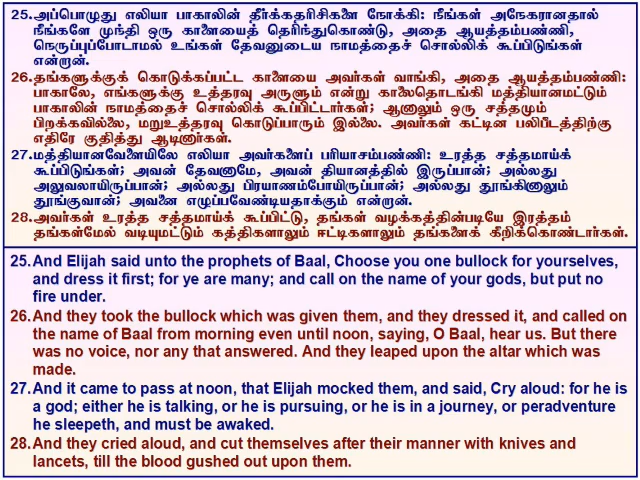 25.அப்பொழுது எலியா பாகாலின் தீர்க்கதரிசிகளை நோக்கி: நீங்கள் அநேகரானதால்
நீங்களே முந்தி ஒரு காளையைத் தெரிந்துகொண்டு, அதை ஆயத்தம்பண்ணி,
நெருப்புப்போடாமல் உங்கள் தேவனுடைய நாமத்தைச் சொல்லிக் கூப்பிடுங்கள்
என்றான்.
26.தங்களுக்குக் கொடுக்கப்பட்ட காளையை அவர்கள் வாங்கி, அதை ஆயத்தம்பண்ணி:
பாகாலே, எங்களுக்கு உத்தரவு அருளும் என்று காலைதொடங்கி மத்தியானமட்டும்
பாகாலின் நாமத்தைச் சொல்லிக் கூப்பிட்டார்கள்; ஆனாலும் ஒரு சத்தமும்
பிறக்கவில்லை, மறுஉத்தரவு கொடுப்பாரும் இல்லை. அவர்கள் கட்டின பலிபீடத்திற்கு
எதிரே குதித்து ஆடினார்கள்.
27.மத்தியானவேளையிலே எலியா அவர்களைப் பரியாசம்பண்ணி: உரத்த சத்தமாய்க்
கூப்பிடுங்கள்; அவன் தேவனாமே, அவன் தியானத்தில் இருப்பான்; அல்லது
அலுவலாயிருப்பான்; அல்லது பிரயாணம்போயிருப்பான்; அல்லது தூங்கினாலும்
தூங்குவான்; அவனை எழுப்பவேண்டியதாக்கும் என்றான்.
28.அவர்கள் உரத்த சத்தமாய்க் கூப்பிட்டு, தங்கள் வழக்கத்தின்படியே இரத்தம்
தங்கள்மேல் வடியுமட்டும் கத்திகளாலும் ஈட்டிகளாலும் தங்களைக் கீறிக்கொண்டார்கள்.
25.And Elijah said unto the prophets of Baal, Choose you one bullock for yourselves,
and dress it first; for ye are many; and call on the name of your gods, but put no
fire under.
26.And they took the bullock which was given them, and they dressed it, and called on
the name of Baal from morning even until noon, saying, O Baal, hear us. But there
was no voice, nor any that answered. And they leaped upon the altar which was
made.
27.And it came to pass at noon, that Elijah mocked them, and said, Cry aloud: for he is
a god; either he is talking, or he is pursuing, or he is in a journey, or peradventure
he sleepeth, and must be awaked.
28.And they cried aloud, and cut themselves after their manner with knives and
lancets, till the blood gushed out upon them.